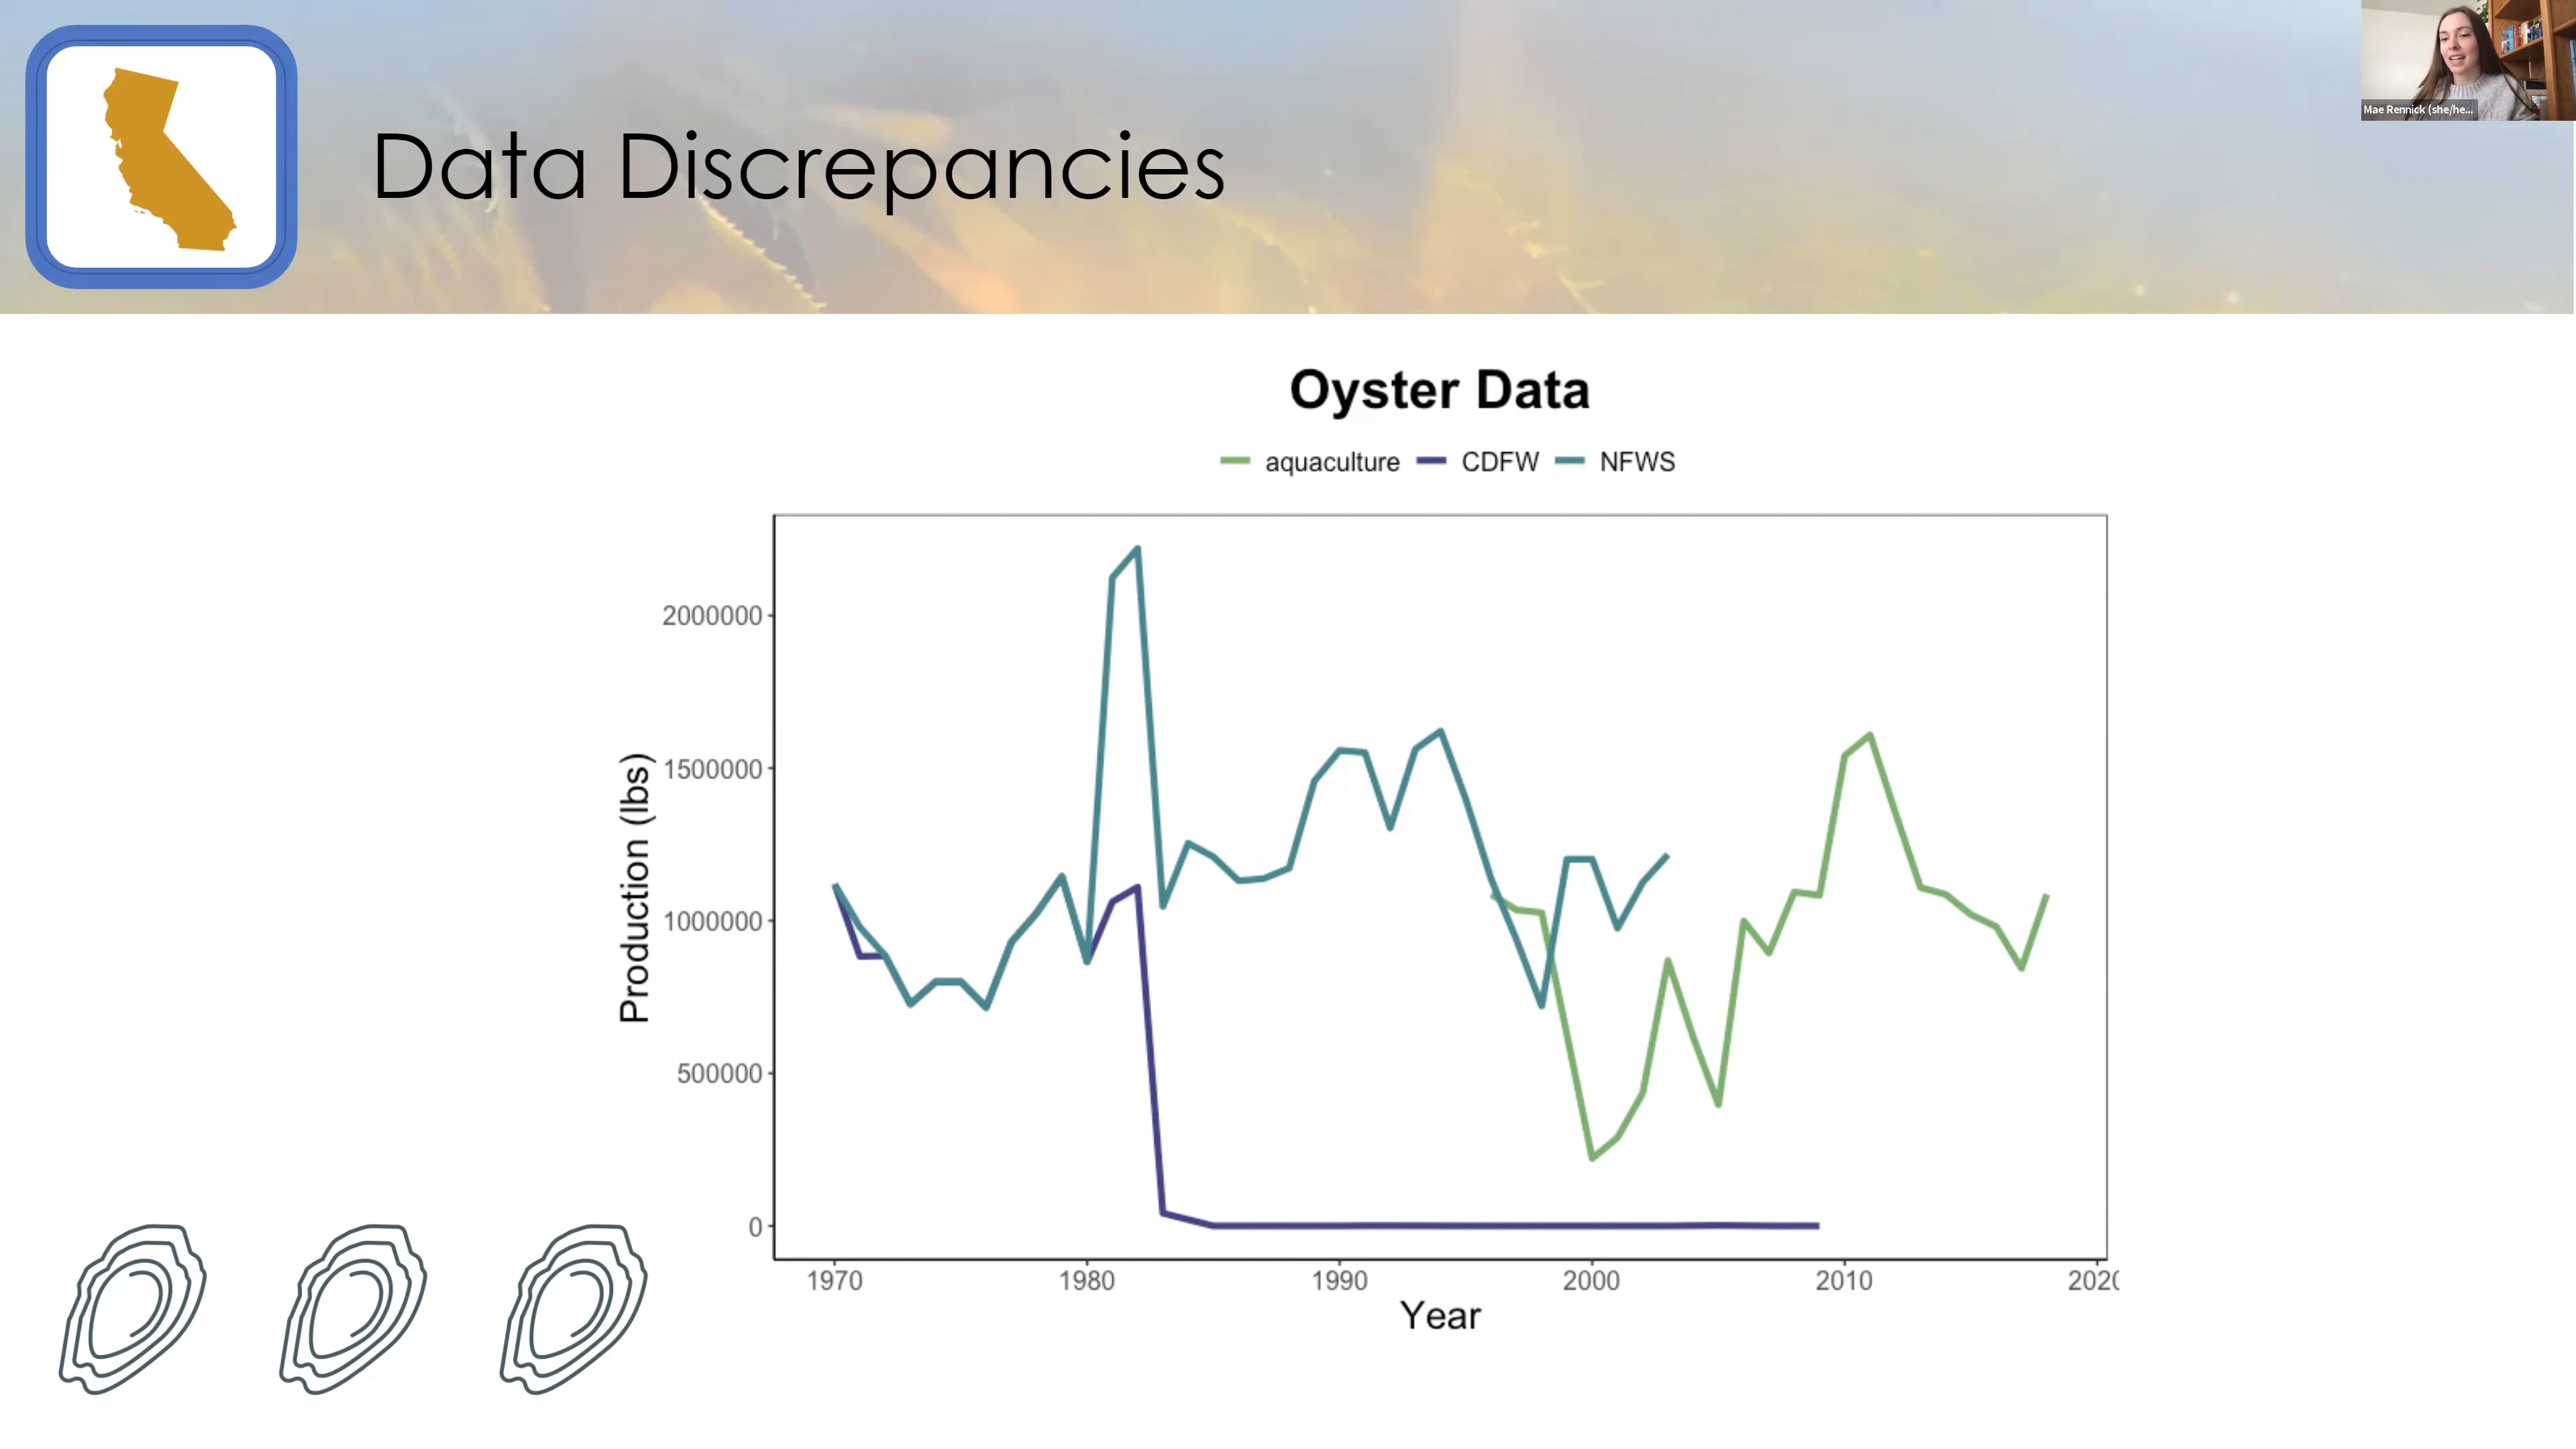 Mae Rennick (she/he...
Data Discrepancies
Oyster Data
aquaculture CDFW NFWS
Production (lbs)
2000000
1500000
1000000
500000
0
1970 1980 1990 2000 2010 2020
Year